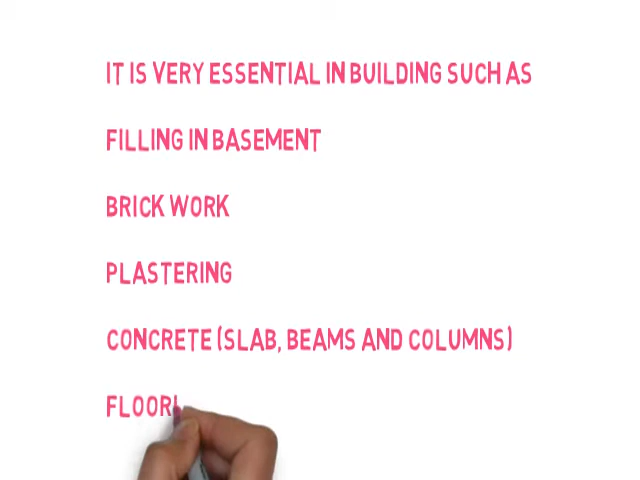 IT IS VERY ESSENTIAL IN BUILDING SUCH AS
FILLING IN BASEMENT
BRICK WORK
PLASTERING
CONCRETE (SLAB, BEAMS AND COLUMNS)
FLOORI